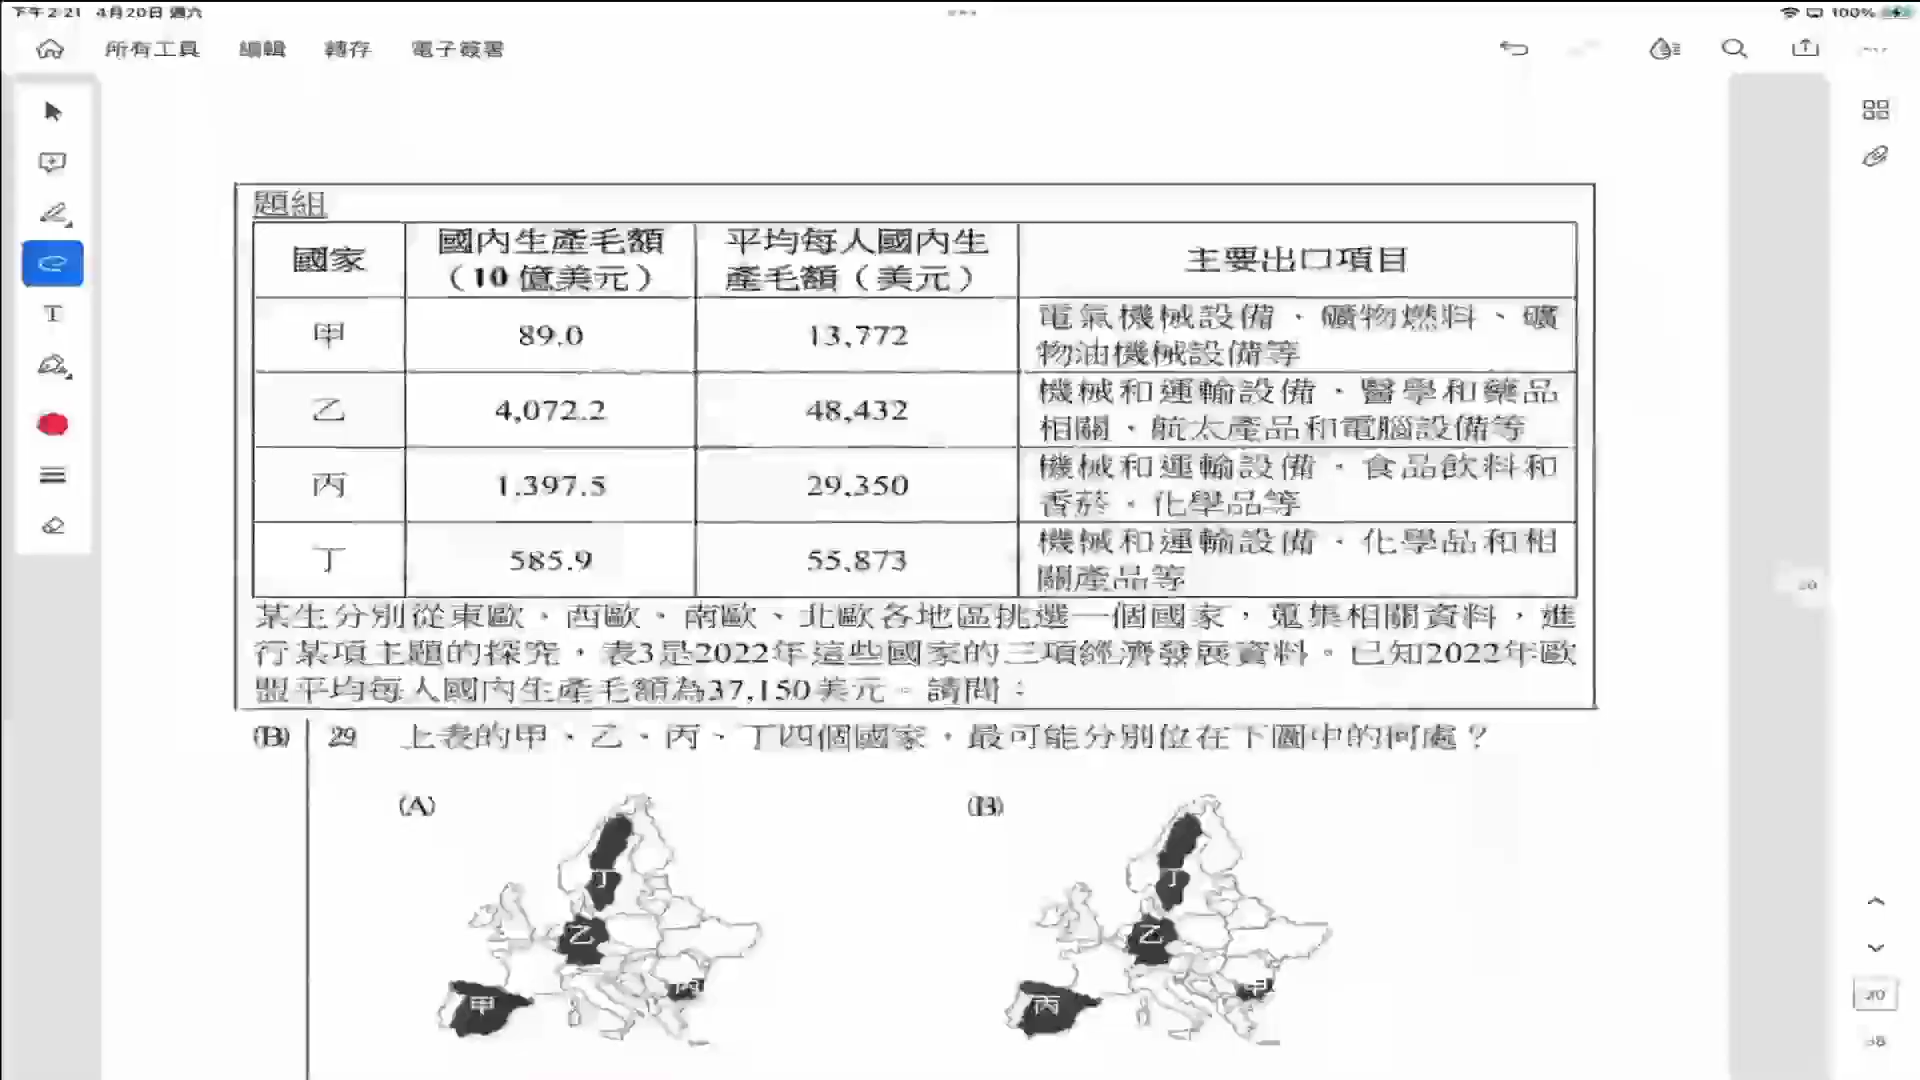 下午2:21 4月20日 週六
100%
所有工具 編輯 轉存 電子簽署
題組
國家 國內生產毛額（10億美元） 平均每人國內生產毛額（美元） 主要出口項目
甲 89.0 13,772 電氣機械設備、礦物燃料、礦物油機械設備等
乙 4,072.2 48,432 機械和運輸設備、醫學和藥品相關、航太產品和電腦設備等
丙 1,397.5 29,350 機械和運輸設備、食品飲料和香菸、化學品等
丁 585.9 55,873 機械和運輸設備、化學品和相關產品等
某生分別從東歐、西歐、南歐、北歐各地區挑選一個國家，蒐集相關資料，進
行某項主題的探究，表3是2022年這些國家的三項經濟發展資料。已知2022年歐
盟平均每人國內生產毛額為37,150美元。請問：
(B) 29 上表的甲、乙、丙、丁四個國家，最可能分別位在下圖中的何處？
(A) (B)
丁 丁
乙 乙
丙 甲
甲 丙